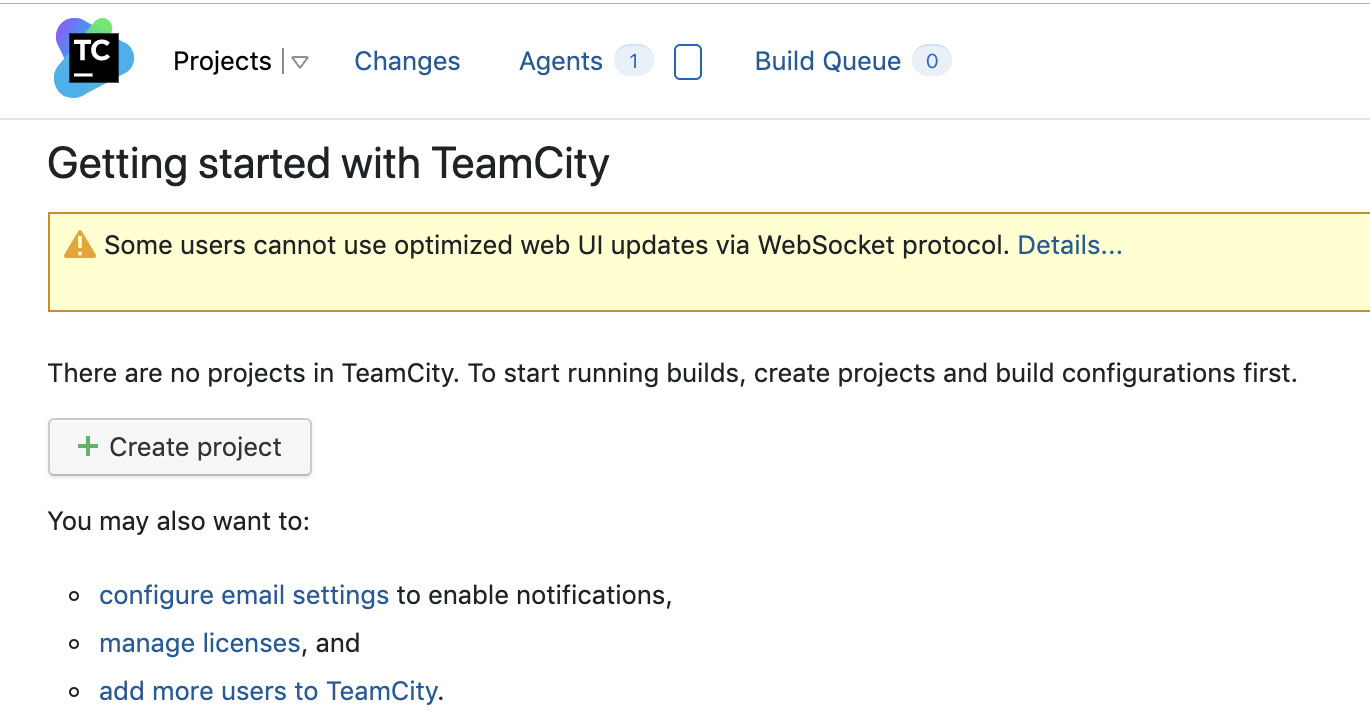 TC
Projects Changes Agents 1 Build Queue 0
Getting started with TeamCity
Some users cannot use optimized web UI updates via WebSocket protocol. Details...
There are no projects in TeamCity. To start running builds, create projects and build configurations first.
+ Create project
You may also want to:
configure email settings to enable notifications,
manage licenses, and
add more users to TeamCity.